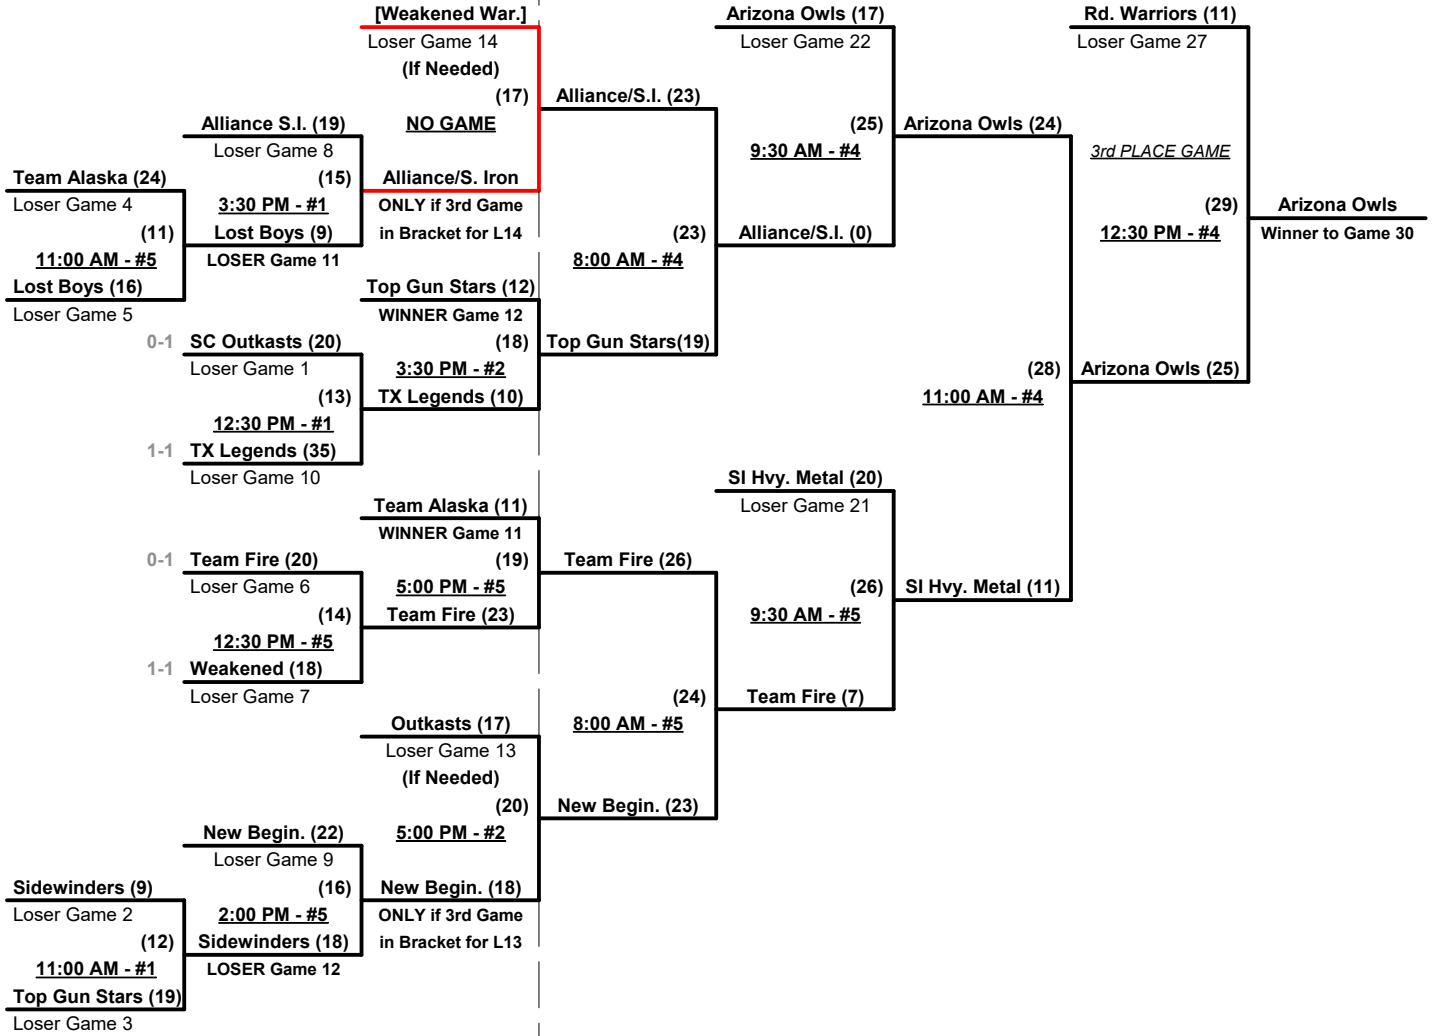 [Weakened War.]
Loser Game 14
(If Needed)
(17)
NO GAME
Alliance/S. Iron
ONLY if 3rd Game
in Bracket for L14
Arizona Owls (17)
Loser Game 22
(25)
9:30 AM - #4
Rd. Warriors (11)
Loser Game 27
3rd PLACE GAME
(29)
12:30 PM - #4
Arizona Owls
Winner to Game 30
Alliance S.I. (19)
Loser Game 8
(15)
3:30 PM - #1
Lost Boys (9)
LOSER Game 11
Team Alaska (24)
Loser Game 4
(11)
11:00 AM - #5
Lost Boys (16)
Loser Game 5
Alliance/S.I. (23)
(23)
8:00 AM - #4
Alliance/S.I. (0)
Arizona Owls (24)
Top Gun Stars (12)
WINNER Game 12
(18)
3:30 PM - #2
TX Legends (10)
Top Gun Stars(19)
0-1 SC Outkasts (20)
Loser Game 1
(13)
12:30 PM - #1
1-1 TX Legends (35)
Loser Game 10
(28)
11:00 AM - #4
Arizona Owls (25)
SI Hvy. Metal (20)
Loser Game 21
(26)
9:30 AM - #5
SI Hvy. Metal (11)
Team Alaska (11)
WINNER Game 11
(19)
5:00 PM - #5
Team Fire (23)
Team Fire (26)
0-1 Team Fire (20)
Loser Game 6
(14)
12:30 PM - #5
1-1 Weakened (18)
Loser Game 7
(24)
8:00 AM - #5
Team Fire (7)
Outkasts (17)
Loser Game 13
(If Needed)
(20)
5:00 PM - #2
New Begin. (23)
New Begin. (22)
Loser Game 9
(16)
2:00 PM - #5
New Begin. (18)
ONLY if 3rd Game
in Bracket for L13
Sidewinders (9)
Loser Game 2
(12)
11:00 AM - #1
Sidewinders (18)
LOSER Game 12
Top Gun Stars (19)
Loser Game 3